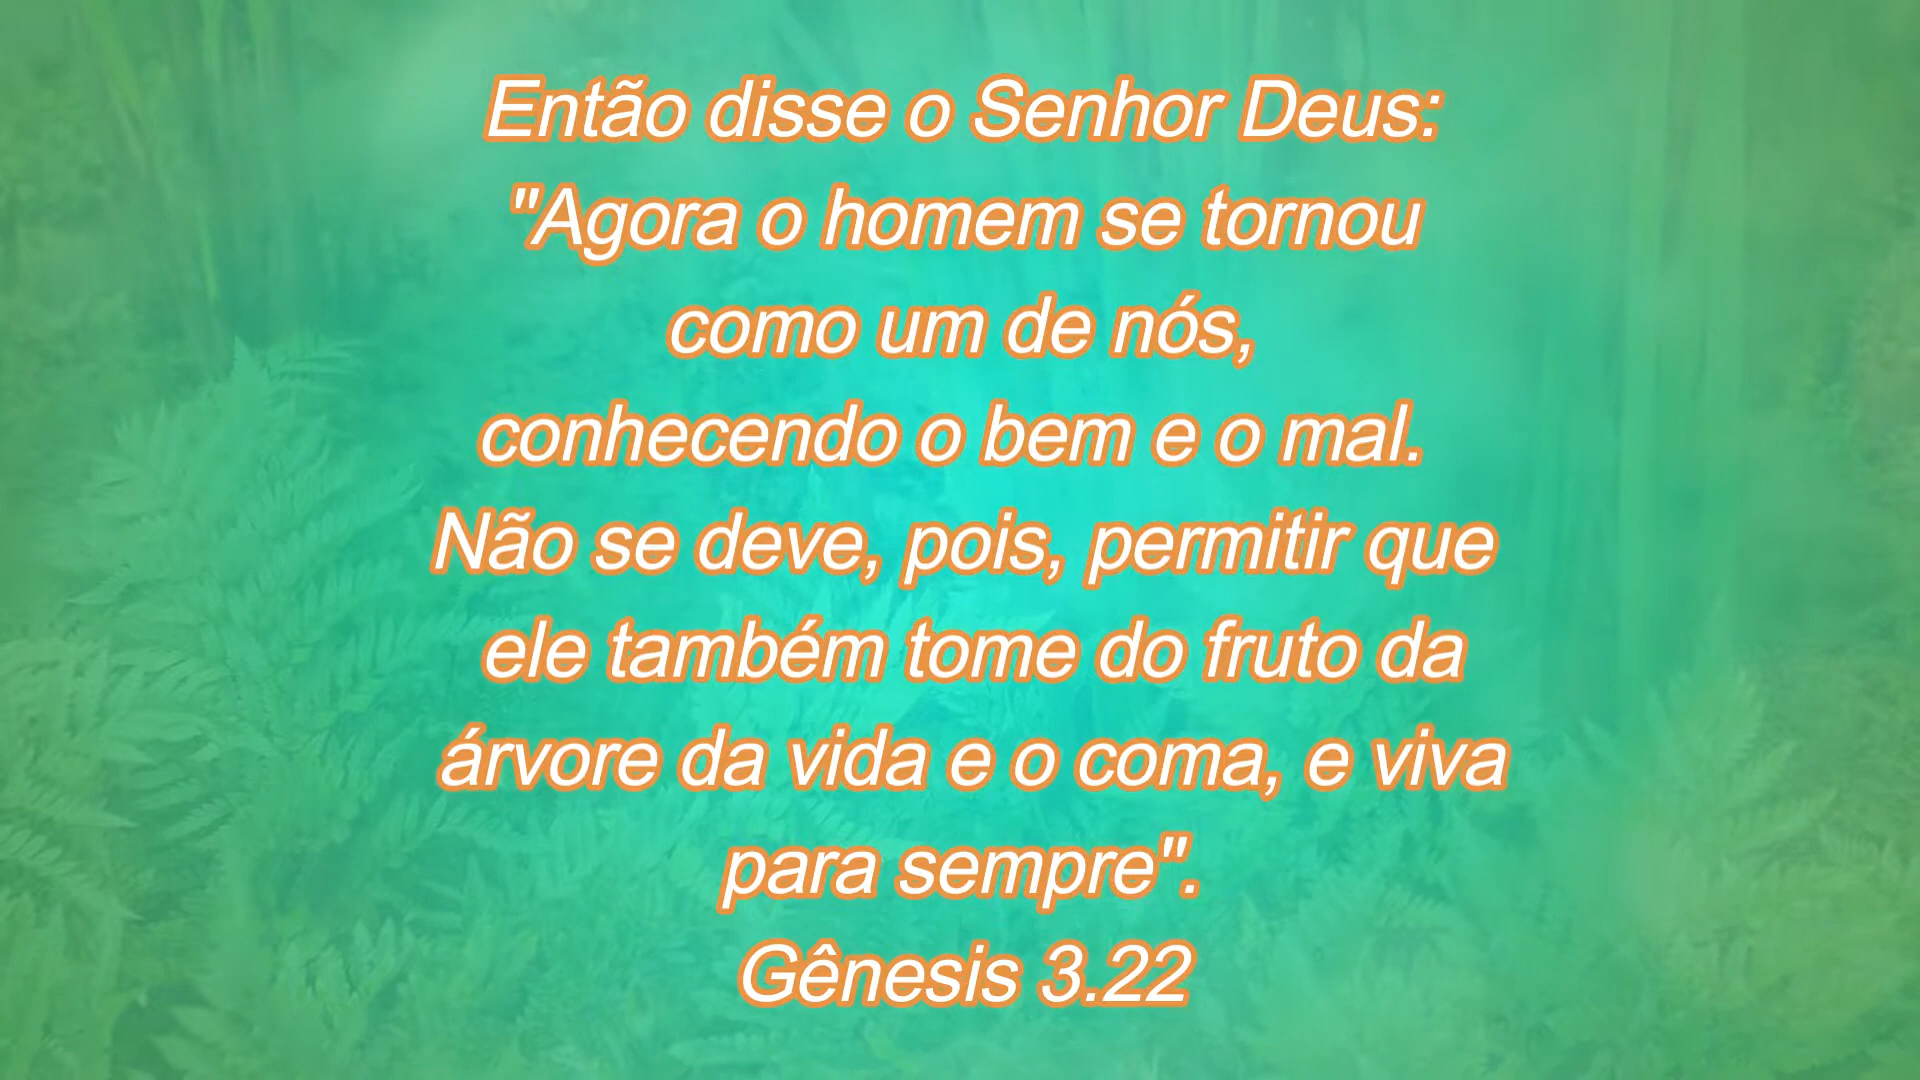 Então disse o Senhor Deus:
"Agora o homem se tornou
como um de nós,
conhecendo o bem e o mal.
Não se deve, pois, permitir que
ele também tome do fruto da
árvore da vida e o coma, e viva
para sempre".
Gênesis 3.22